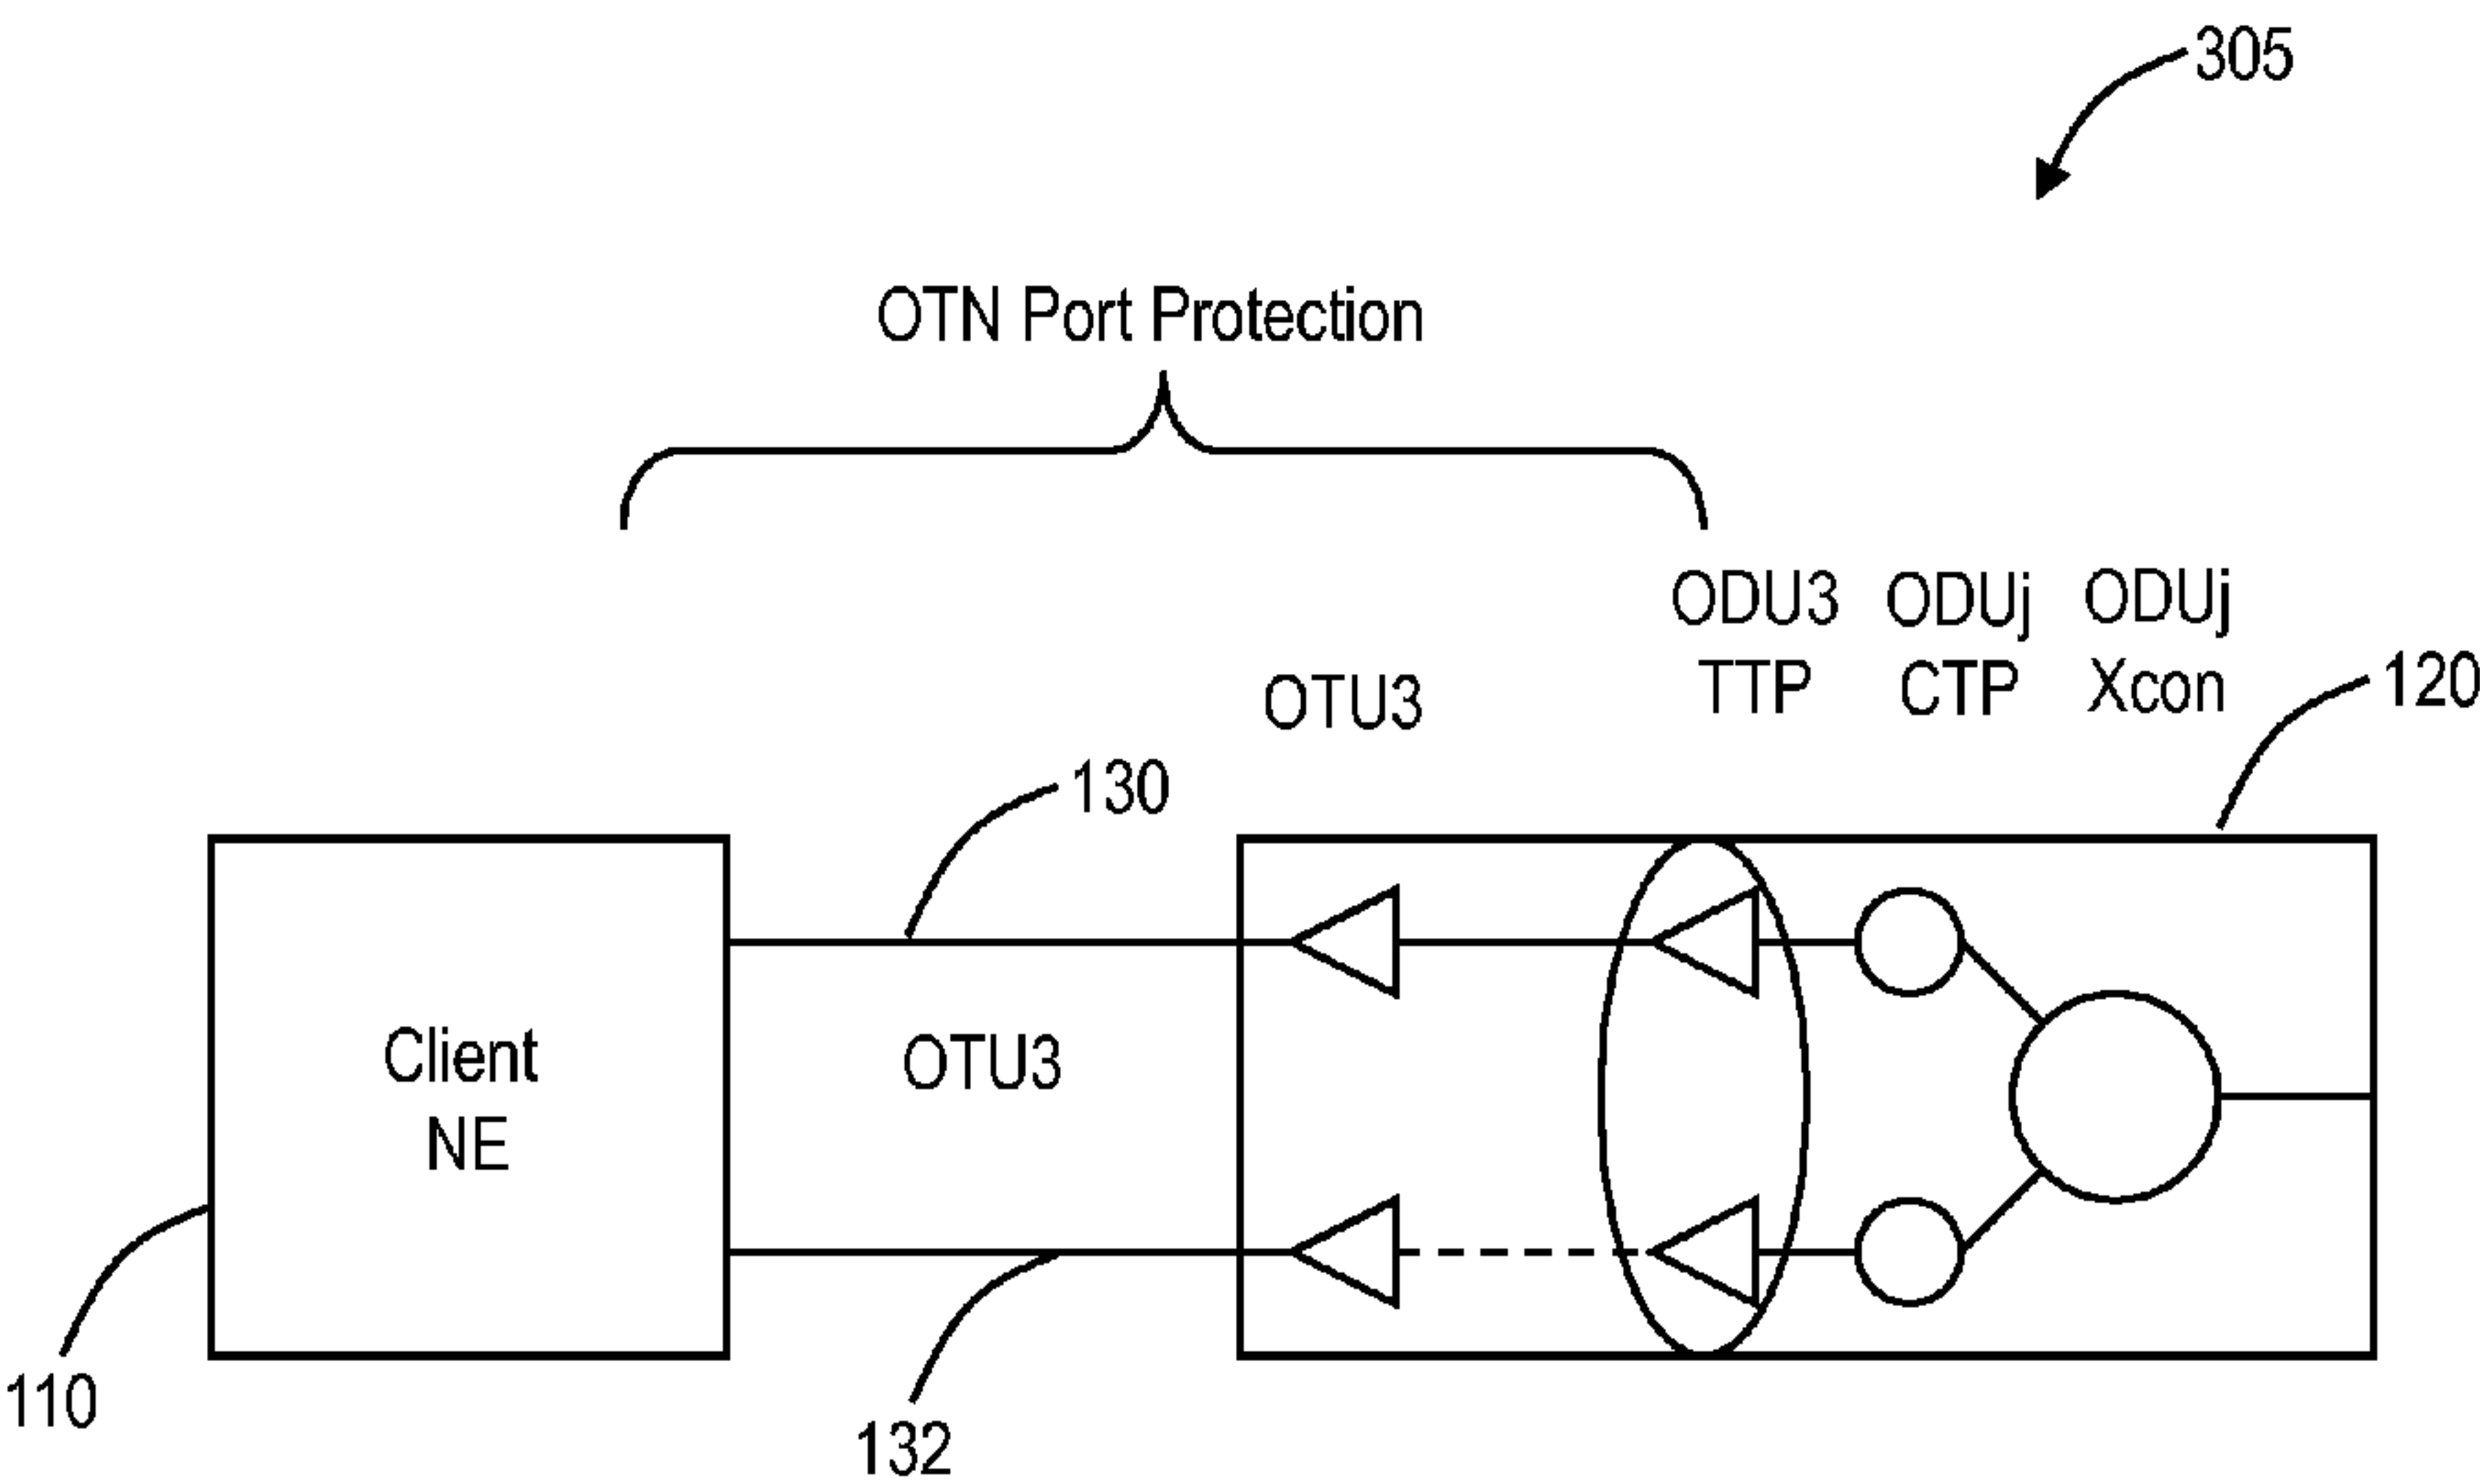 305
OTN Port Protection
ODU3 TTP
ODUj CTP
ODUj Xcon
OTU3
120
130
Client
NE
OTU3
110
132